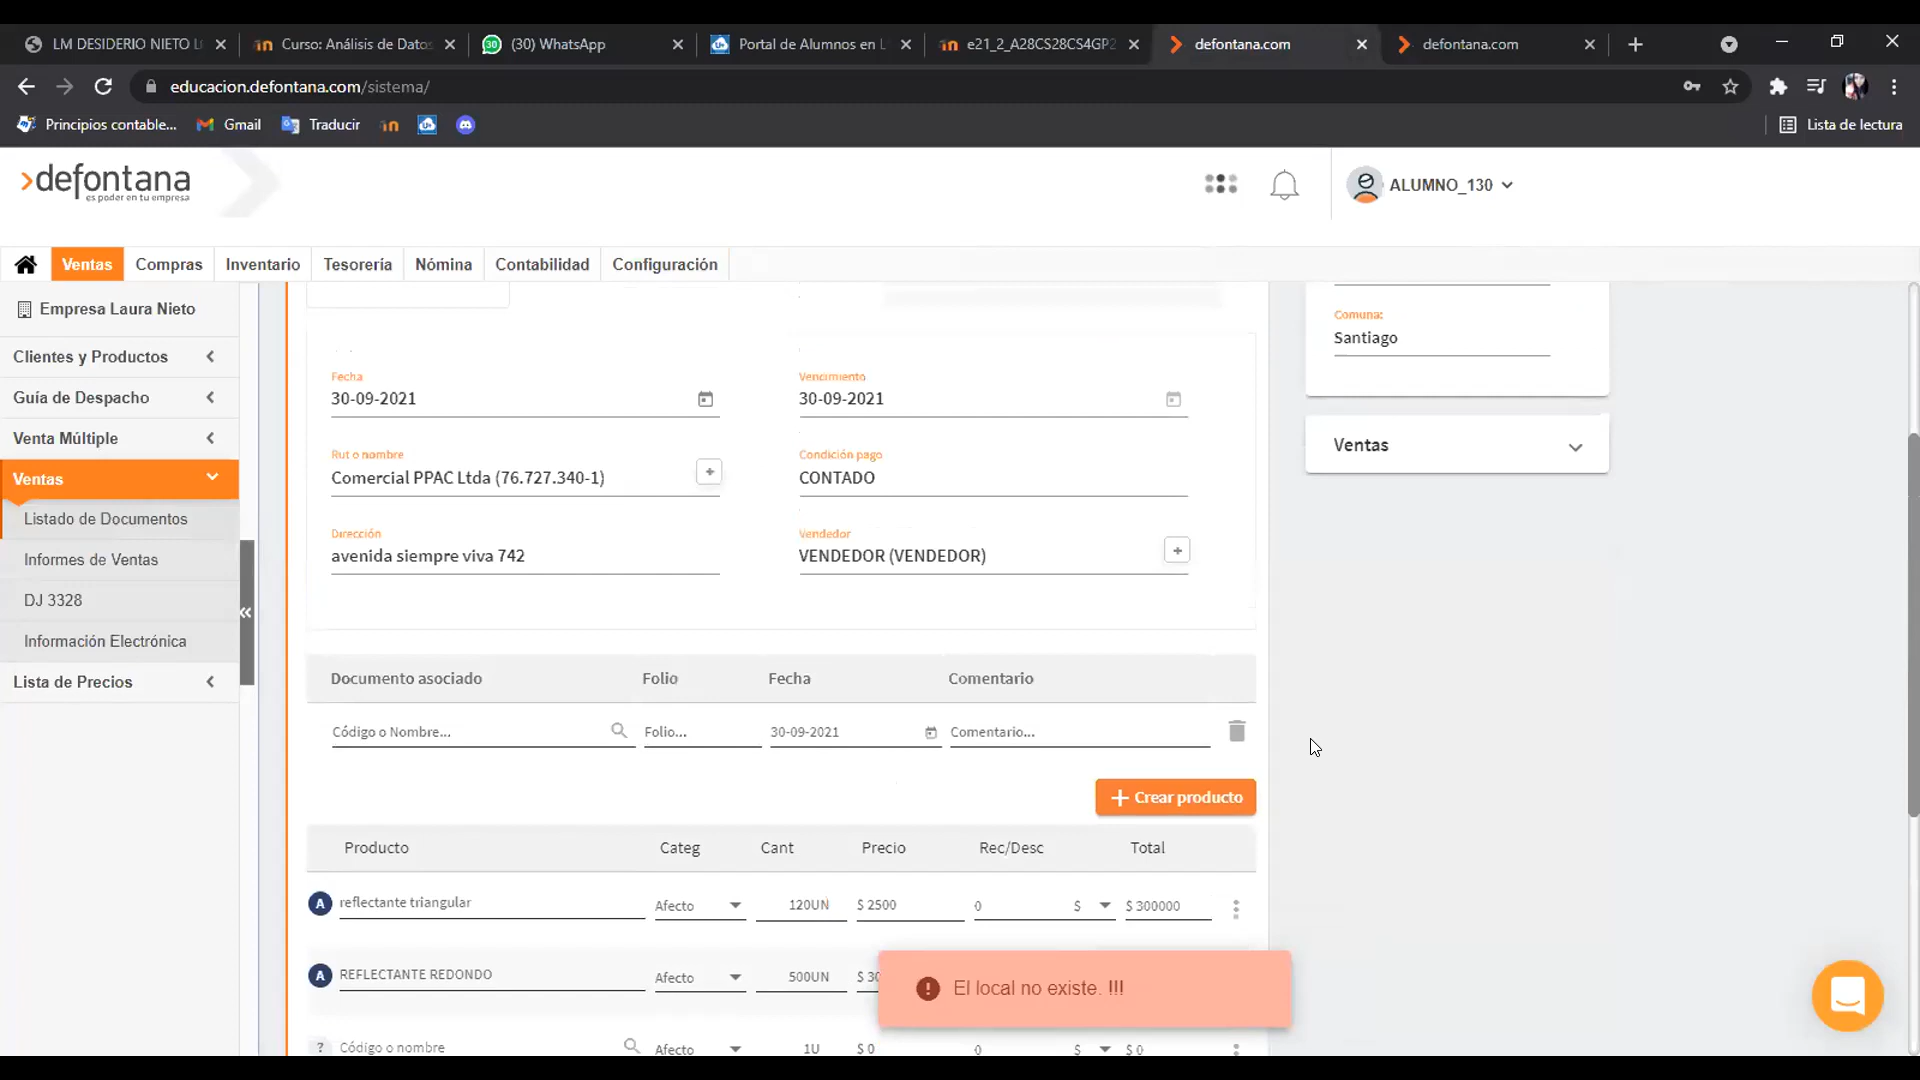 LM DESIDERIO NIETO L
Curso: Análisis de Datos
30
(30) WhatsApp
Portal de Alumnos en L
e21_2_A28CS28CS4GP2
defontana.com
defontana.com
educacion.defontana.com/sistema/
Principios contable...
Gmail
Traducir
Lista de lectura
defontana
es poder en tu empresa
ALUMNO_130
Ventas
Compras
Inventario
Tesorería
Nómina
Contabilidad
Configuración
Empresa Laura Nieto
Clientes y Productos
Guía de Despacho
Venta Múltiple
Ventas
Listado de Documentos
Informes de Ventas
DJ 3328
Información Electrónica
Lista de Precios
Fecha
30-09-2021
Vencimiento
30-09-2021
Rut o nombre
Comercial PPAC Ltda (76.727.340-1)
Condición pago
CONTADO
Dirección
avenida siempre viva 742
Vendedor
VENDEDOR (VENDEDOR)
Comuna:
Santiago
Ventas
Documento asociado Folio Fecha Comentario
Código o Nombre... Folio... 30-09-2021 Comentario...
+ Crear producto
Producto Categ Cant Precio Rec/Desc Total
A reflectante triangular Afecto 120UN $ 2500 0 $ $ 300000
A REFLECTANTE REDONDO Afecto 500UN $ 30
El local no existe. !!!
? Código o nombre Afecto 1U $ 0 0 $ $ 0